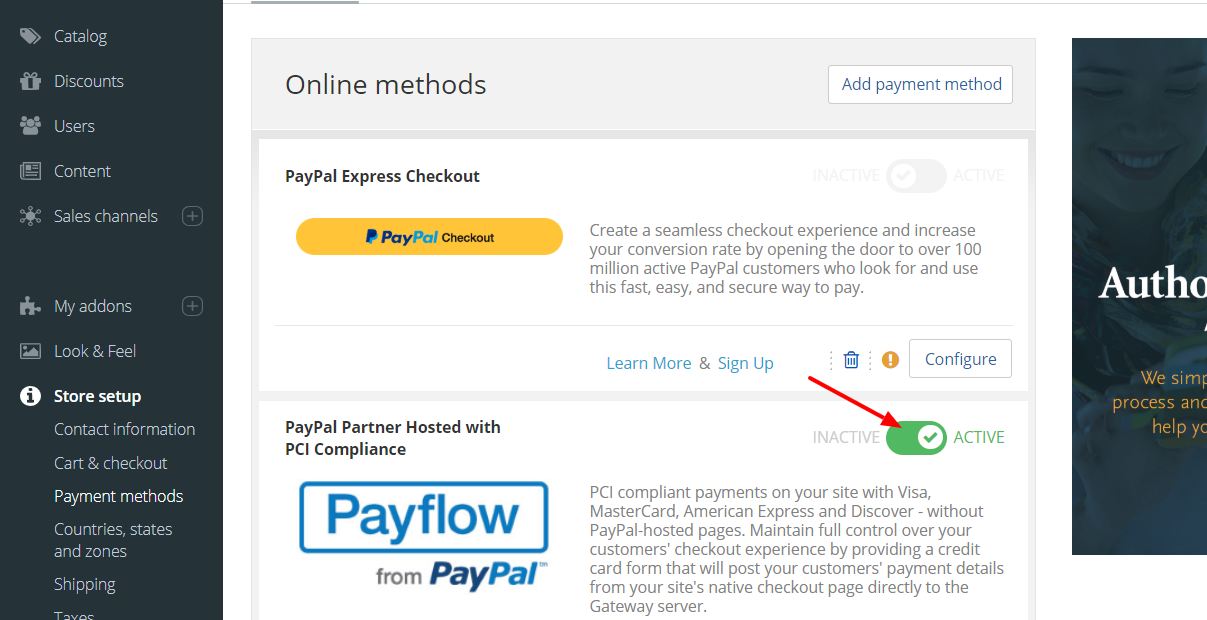 Catalog
Discounts
Users
Content
Sales channels
My addons
Look & Feel
Store setup
Contact information
Cart & checkout
Payment methods
Countries, states
and zones
Shipping
Taxes
Online methods
Add payment method
PayPal Express Checkout
INACTIVE
ACTIVE
PayPal Checkout
Create a seamless checkout experience and increase
your conversion rate by opening the door to over 100
million active PayPal customers who look for and use
this fast, easy, and secure way to pay.
Learn More & Sign Up
Configure
PayPal Partner Hosted with
PCI Compliance
INACTIVE
ACTIVE
Payflow
from PayPal™
PCI compliant payments on your site with Visa,
MasterCard, American Express and Discover - without
PayPal-hosted pages. Maintain full control over your
customers' checkout experience by providing a credit
card form that will post your customers' payment details
from your site's native checkout page directly to the
Gateway server.
Autho
We simp
process and
help yo